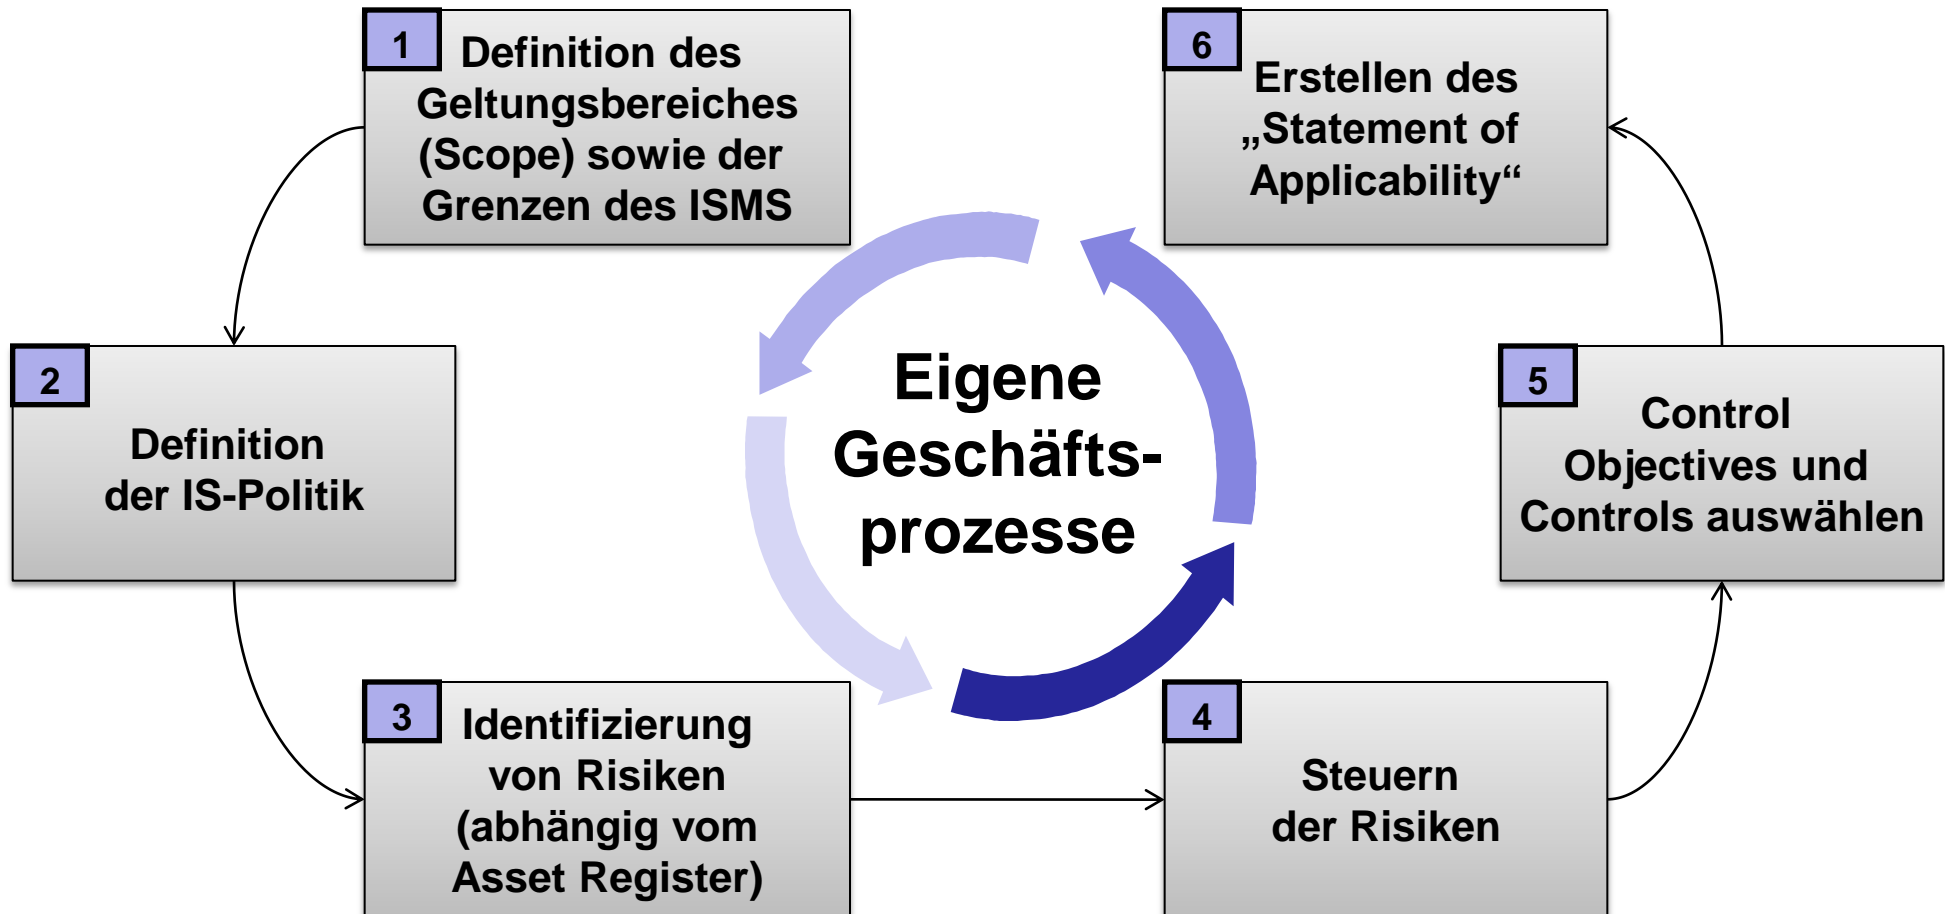 1
Definition des
Geltungsbereiches
(Scope) sowie der
Grenzen des ISMS
2
Definition
der IS-Politik
3
Identifizierung
von Risiken
(abhängig vom
Asset Register)
4
Steuern
der Risiken
5
Control
Objectives und
Controls auswählen
6
Erstellen des
„Statement of
Applicability“
Eigene
Geschäfts-
prozesse